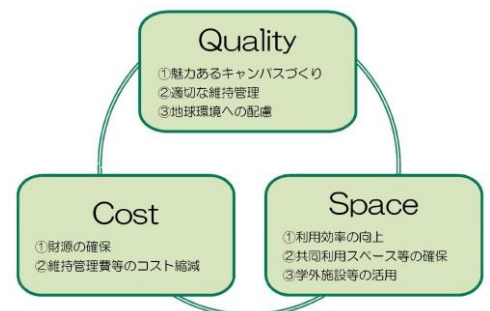 Quality
①魅力あるキャンパスづくり
②適切な維持管理
③地球環境への配慮
Cost
①財源の確保
②維持管理費等のコスト縮減
Space
①利用効率の向上
②共同利用スペース等の確保
③学外施設等の活用